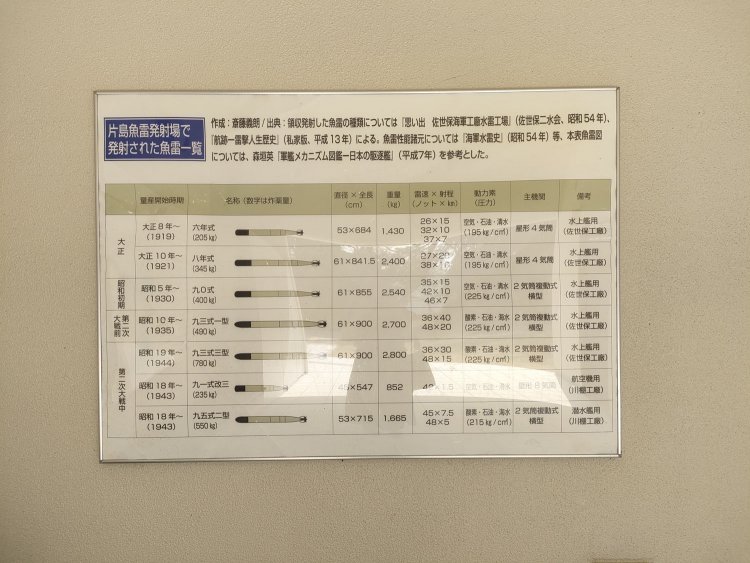 片島魚雷発射場で
発射された魚雷一覧
作成：斎藤義朗/出典：領収発射した魚雷の種類については『思い出　佐世保海軍工廠水雷工場』（佐世保二水会、昭和54年）、
『航跡一雷撃人生歴史』（私家版、平成13年）による。魚雷性能諸元については『海軍水雷史』（昭和54年）等、本表魚雷図
については、森垣英『軍艦メカニズム図鑑ー日本の駆逐艦』（平成7年）を参考とした。
量産開始時期 名称（数字は炸薬量） 直径×全長（cm） 重量（kg） 雷速×射程（ノット×km） 動力素（圧力） 主機関 備考
大正 大正8年～（1919） 六年式（205kg） 53×684 1,430 26×15 32×10 37×7 空気・石油・清水（195kg/c㎡） 星形4気筒 水上艦用（佐世保工廠）
大正10年～（1921） 八年式（345kg） 61×841.5 2,400 27×20 38×10 空気・石油・清水（195kg/c㎡） 星形4気筒 水上艦用（佐世保工廠）
昭和初期 昭和5年～（1930） 九〇式（400kg） 61×855 2,540 35×15 42×10 46×7 空気・石油・清水（225kg/c㎡） 2気筒複動式横型 水上艦用（佐世保工廠）
第二次大戦前 昭和10年～（1935） 九三式一型（490kg） 61×900 2,700 36×40 48×20 酸素・石油・海水（225kg/c㎡） 2気筒複動式横型 水上艦用（佐世保工廠）
第二次大戦中 昭和19年～（1944） 九三式三型（780kg） 61×900 2,800 36×30 48×15 酸素・石油・海水（225kg/c㎡） 2気筒複動式横型 水上艦用（佐世保工廠）
昭和18年～（1943） 九一式改三（235kg） 45×547 852 42×1.5 星形8気筒 航空機用（川棚工廠）
昭和18年～（1943） 九五式二型（550kg） 53×715 1,665 45×7.5 48×5 酸素・石油・海水（215kg/c㎡） 2気筒複動式横型 潜水艦用（川棚工廠）